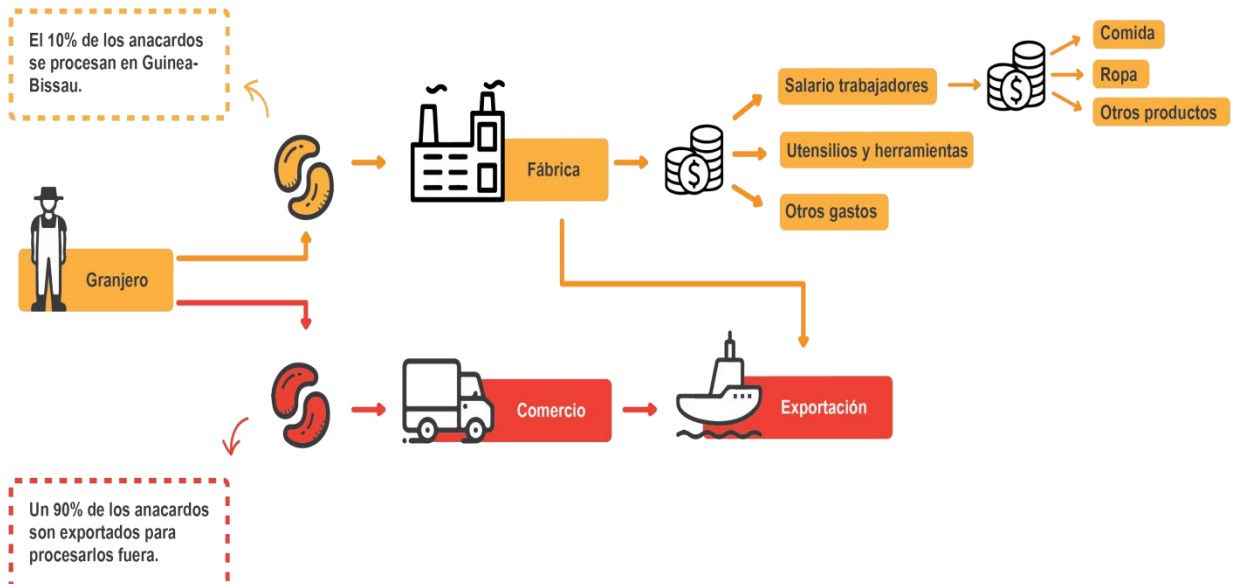 El 10% de los anacardos
se procesan en Guinea-
Bissau.
Granjero
Fábrica
$
Salario trabajadores
Utensilios y herramientas
Otros gastos
$
Comida
Ropa
Otros productos
Comercio
Exportación
Un 90% de los anacardos
son exportados para
procesarlos fuera.